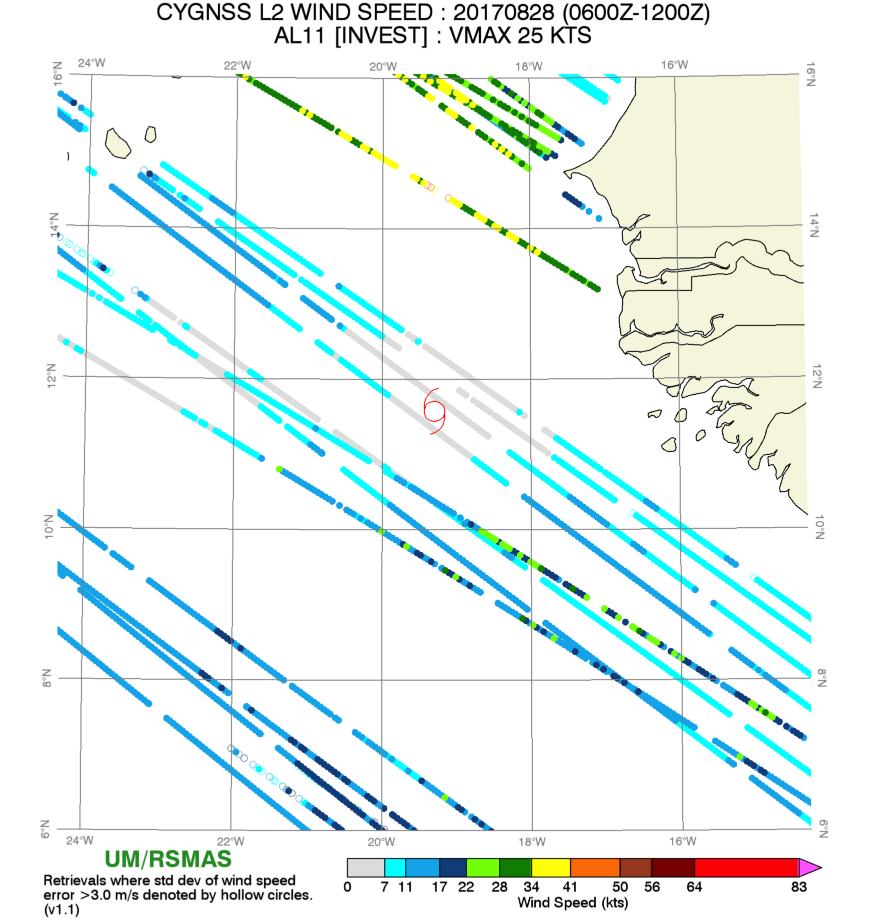 CYGNSS L2 WIND SPEED : 20170828 (0600Z-1200Z)
AL11 [INVEST] : VMAX 25 KTS
24°W 22°W 20°W 18°W 16°W
16°N 16°N
14°N 14°N
12°N 12°N
10°N 10°N
8°N 8°N
6°N 6°N
24°W 22°W 20°W 18°W 16°W
UM/RSMAS
Retrievals where std dev of wind speed
error >3.0 m/s denoted by hollow circles.
(v1.1)
0 7 11 17 22 28 34 41 50 56 64 83
Wind Speed (kts)